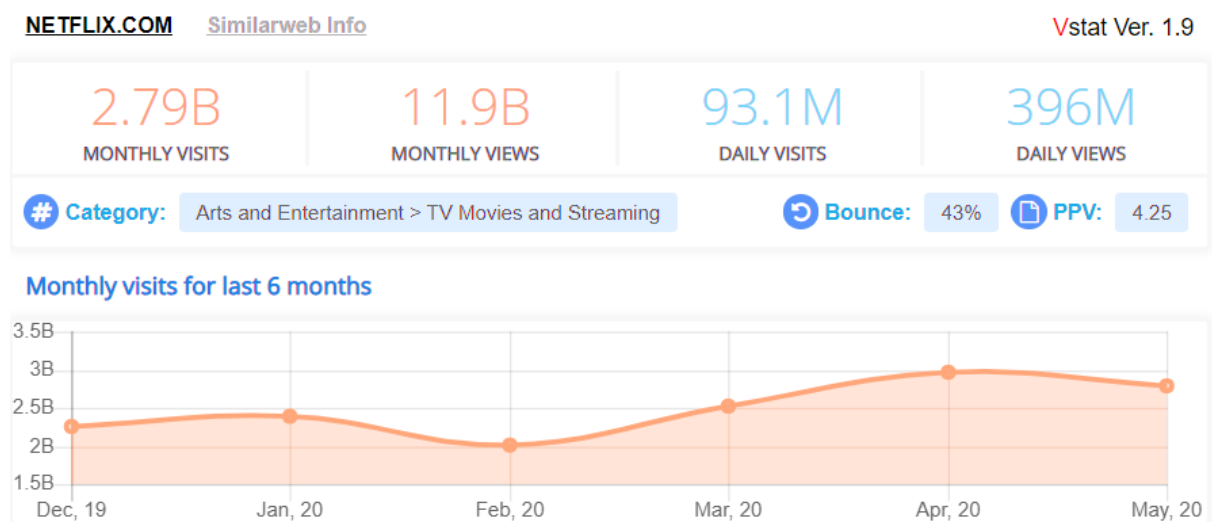 NETFLIX.COM Similarweb Info Vstat Ver. 1.9
2.79B 11.9B 93.1M 396M
MONTHLY VISITS MONTHLY VIEWS DAILY VISITS DAILY VIEWS
# Category: Arts and Entertainment > TV Movies and Streaming Bounce: 43% PPV: 4.25
Monthly visits for last 6 months
3.5B
3B
2.5B
2B
1.5B
Dec, 19 Jan, 20 Feb, 20 Mar, 20 Apr, 20 May, 20